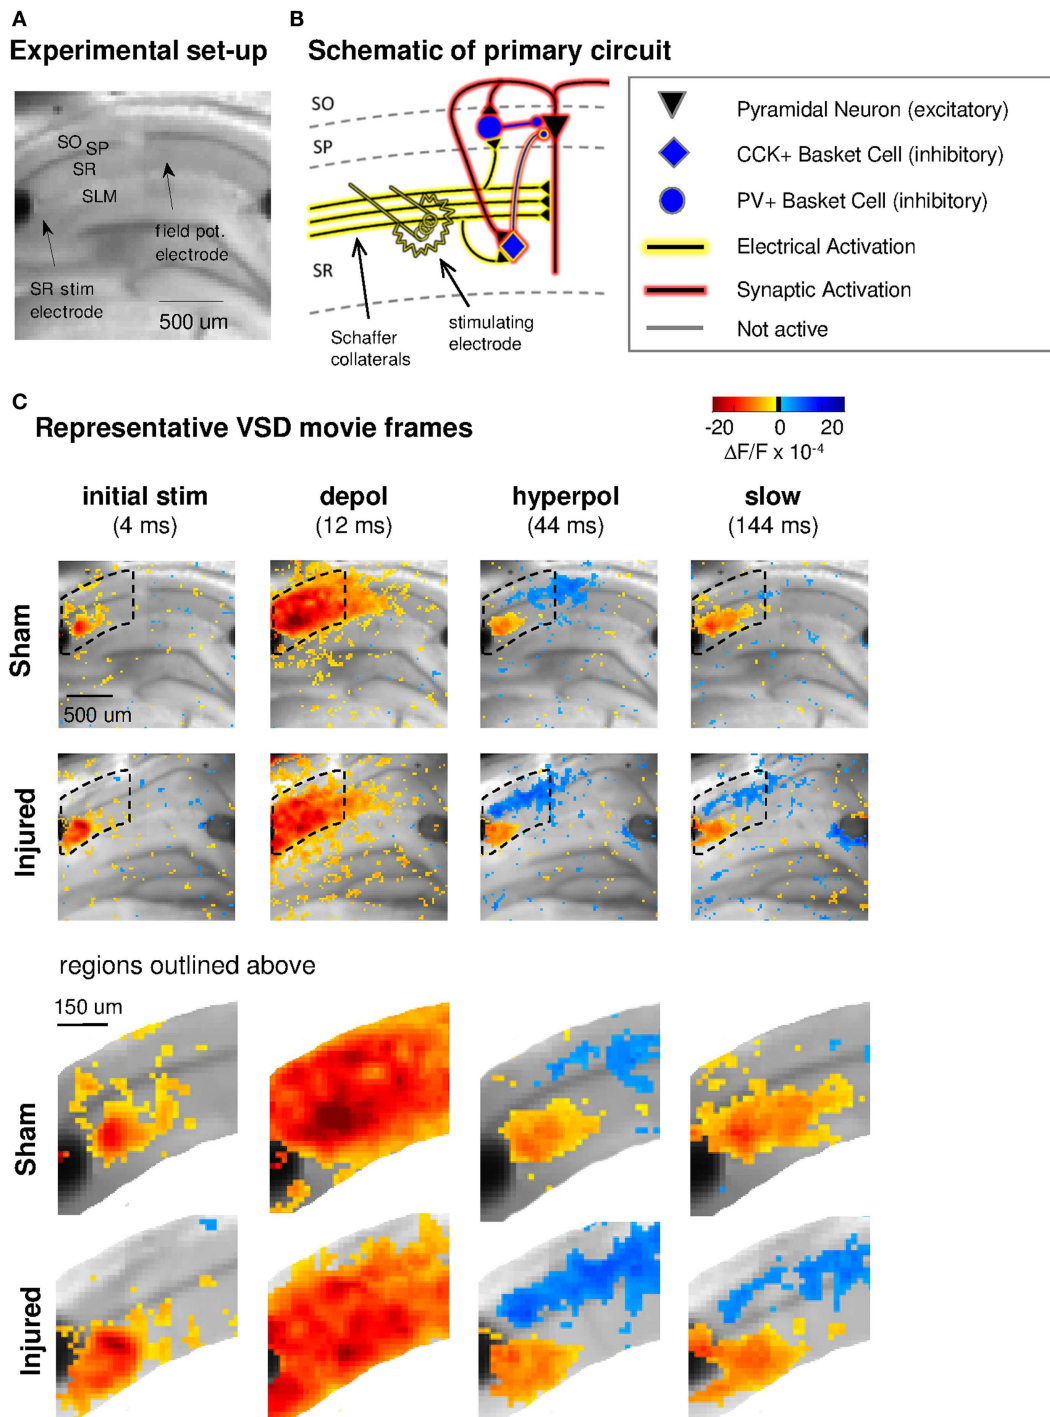 A
Experimental set-up
SO
SP
SR
SLM
field pot.
electrode
SR stim
electrode
500 um
B
Schematic of primary circuit
SO
SP
SR
Schaffer
collaterals
stimulating
electrode
Pyramidal Neuron (excitatory)
CCK+ Basket Cell (inhibitory)
PV+ Basket Cell (inhibitory)
Electrical Activation
Synaptic Activation
Not active
C
Representative VSD movie frames
-20 0 20
ΔF/F x 10-4
initial stim
(4 ms)
depol
(12 ms)
hyperpol
(44 ms)
slow
(144 ms)
Sham
500 um
Injured
regions outlined above
150 um
Sham
Injured